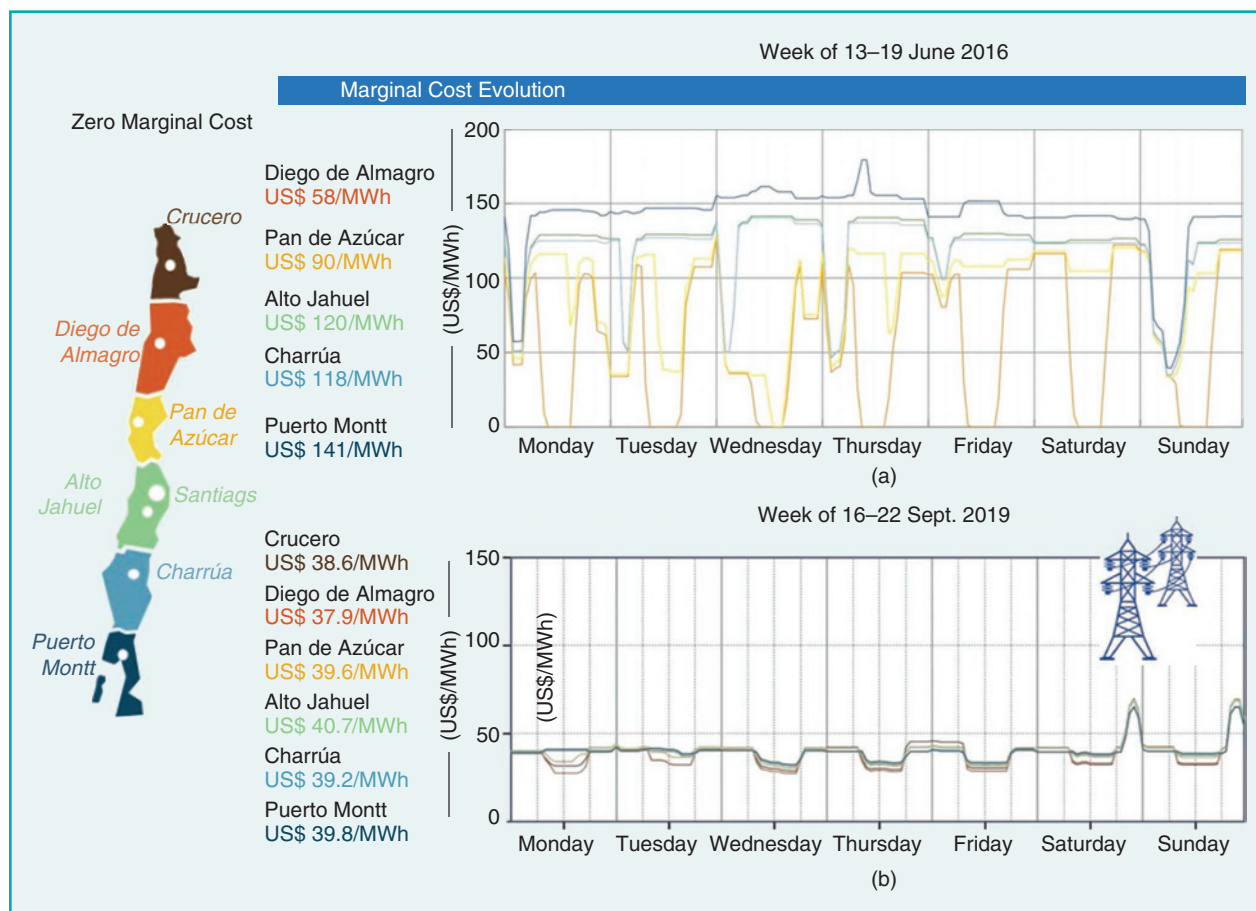 Week of 13–19 June 2016
Marginal Cost Evolution
Zero Marginal Cost
Crucero
Diego de
Almagro
Pan de
Azúcar
Alto
Jahuel
Santiags
Charrúa
Puerto
Montt
Diego de Almagro
US$ 58/MWh
Pan de Azúcar
US$ 90/MWh
Alto Jahuel
US$ 120/MWh
Charrúa
US$ 118/MWh
Puerto Montt
US$ 141/MWh
(US$/MWh)
200
150
100
50
0
(US$/MWh)
Monday
Tuesday
Wednesday
Thursday
Friday
Saturday
Sunday
(a)
Week of 16–22 Sept. 2019
Crucero
US$ 38.6/MWh
Diego de Almagro
US$ 37.9/MWh
Pan de Azúcar
US$ 39.6/MWh
Alto Jahuel
US$ 40.7/MWh
Charrúa
US$ 39.2/MWh
Puerto Montt
US$ 39.8/MWh
(US$/MWh)
150
100
50
0
(US$/MWh)
Monday
Tuesday
Wednesday
Thursday
Friday
Saturday
Sunday
(b)